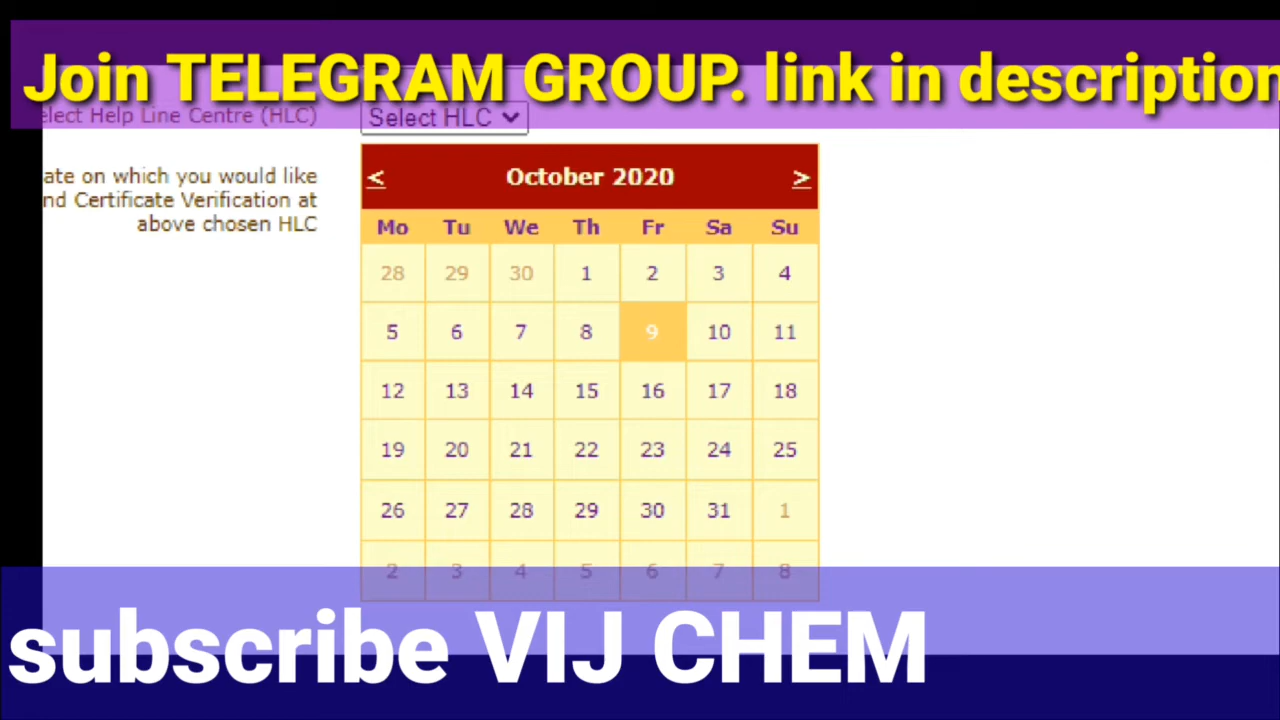 Join TELEGRAM GROUP. link in description
elect Help Line Centre (HLC) Select HLC
ate on which you would like
nd Certificate Verification at
above chosen HLC
< October 2020 >
Mo Tu We Th Fr Sa Su
28 29 30 1 2 3 4
5 6 7 8 9 10 11
12 13 14 15 16 17 18
19 20 21 22 23 24 25
26 27 28 29 30 31 1
2 3 4 5 6 7 8
subscribe VIJ CHEM